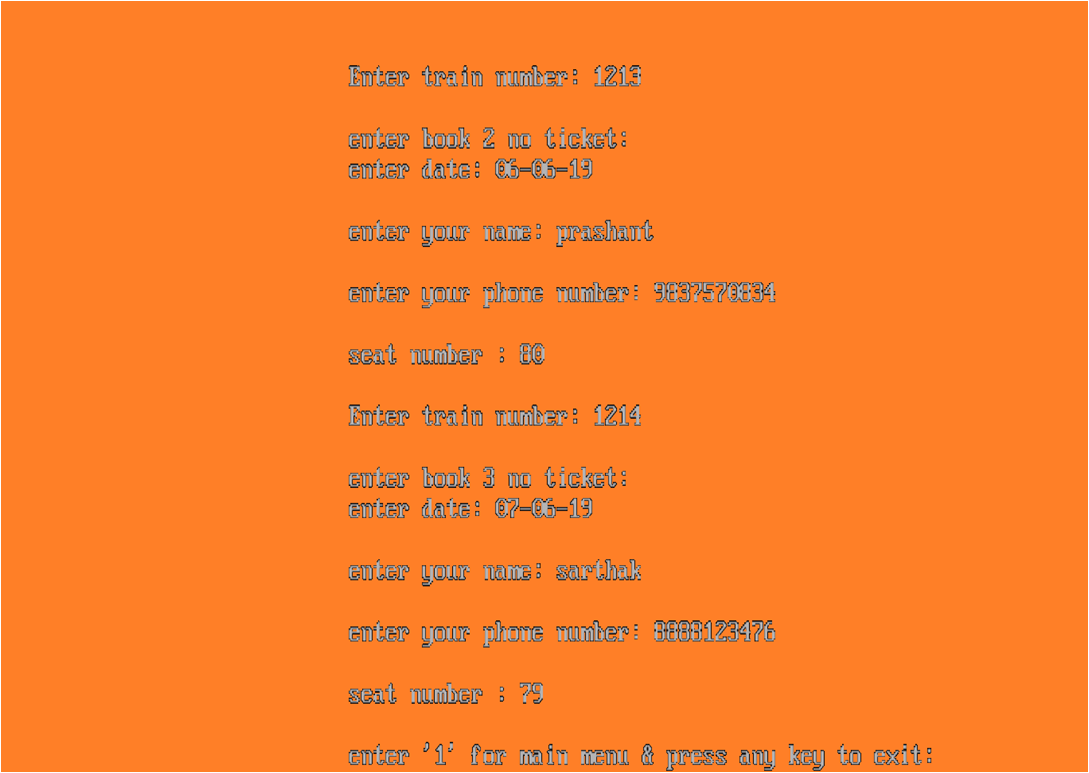 Enter train number: 1213
enter book 2 no ticket:
enter date: 06-06-19
enter your name: prashant
enter your phone number: 9837570834
seat number : 80
Enter train number: 1214
enter book 3 no ticket:
enter date: 07-06-19
enter your name: sarthak
enter your phone number:
seat number : 79
enter '1' for main menu & press any key to exit: